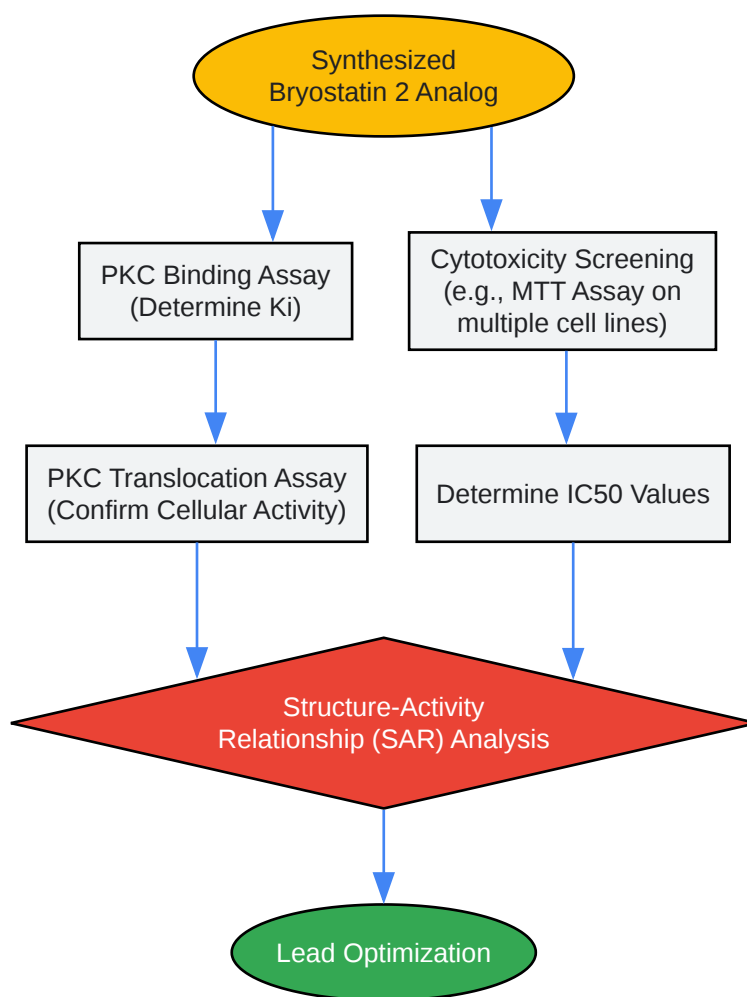 Synthesized
Bryostatin 2 Analog
PKC Binding Assay
(Determine Ki)
Cytotoxicity Screening
(e.g., MTT Assay on
multiple cell lines)
PKC Translocation Assay
(Confirm Cellular Activity)
Determine IC50 Values
Structure-Activity
Relationship (SAR) Analysis
Lead Optimization